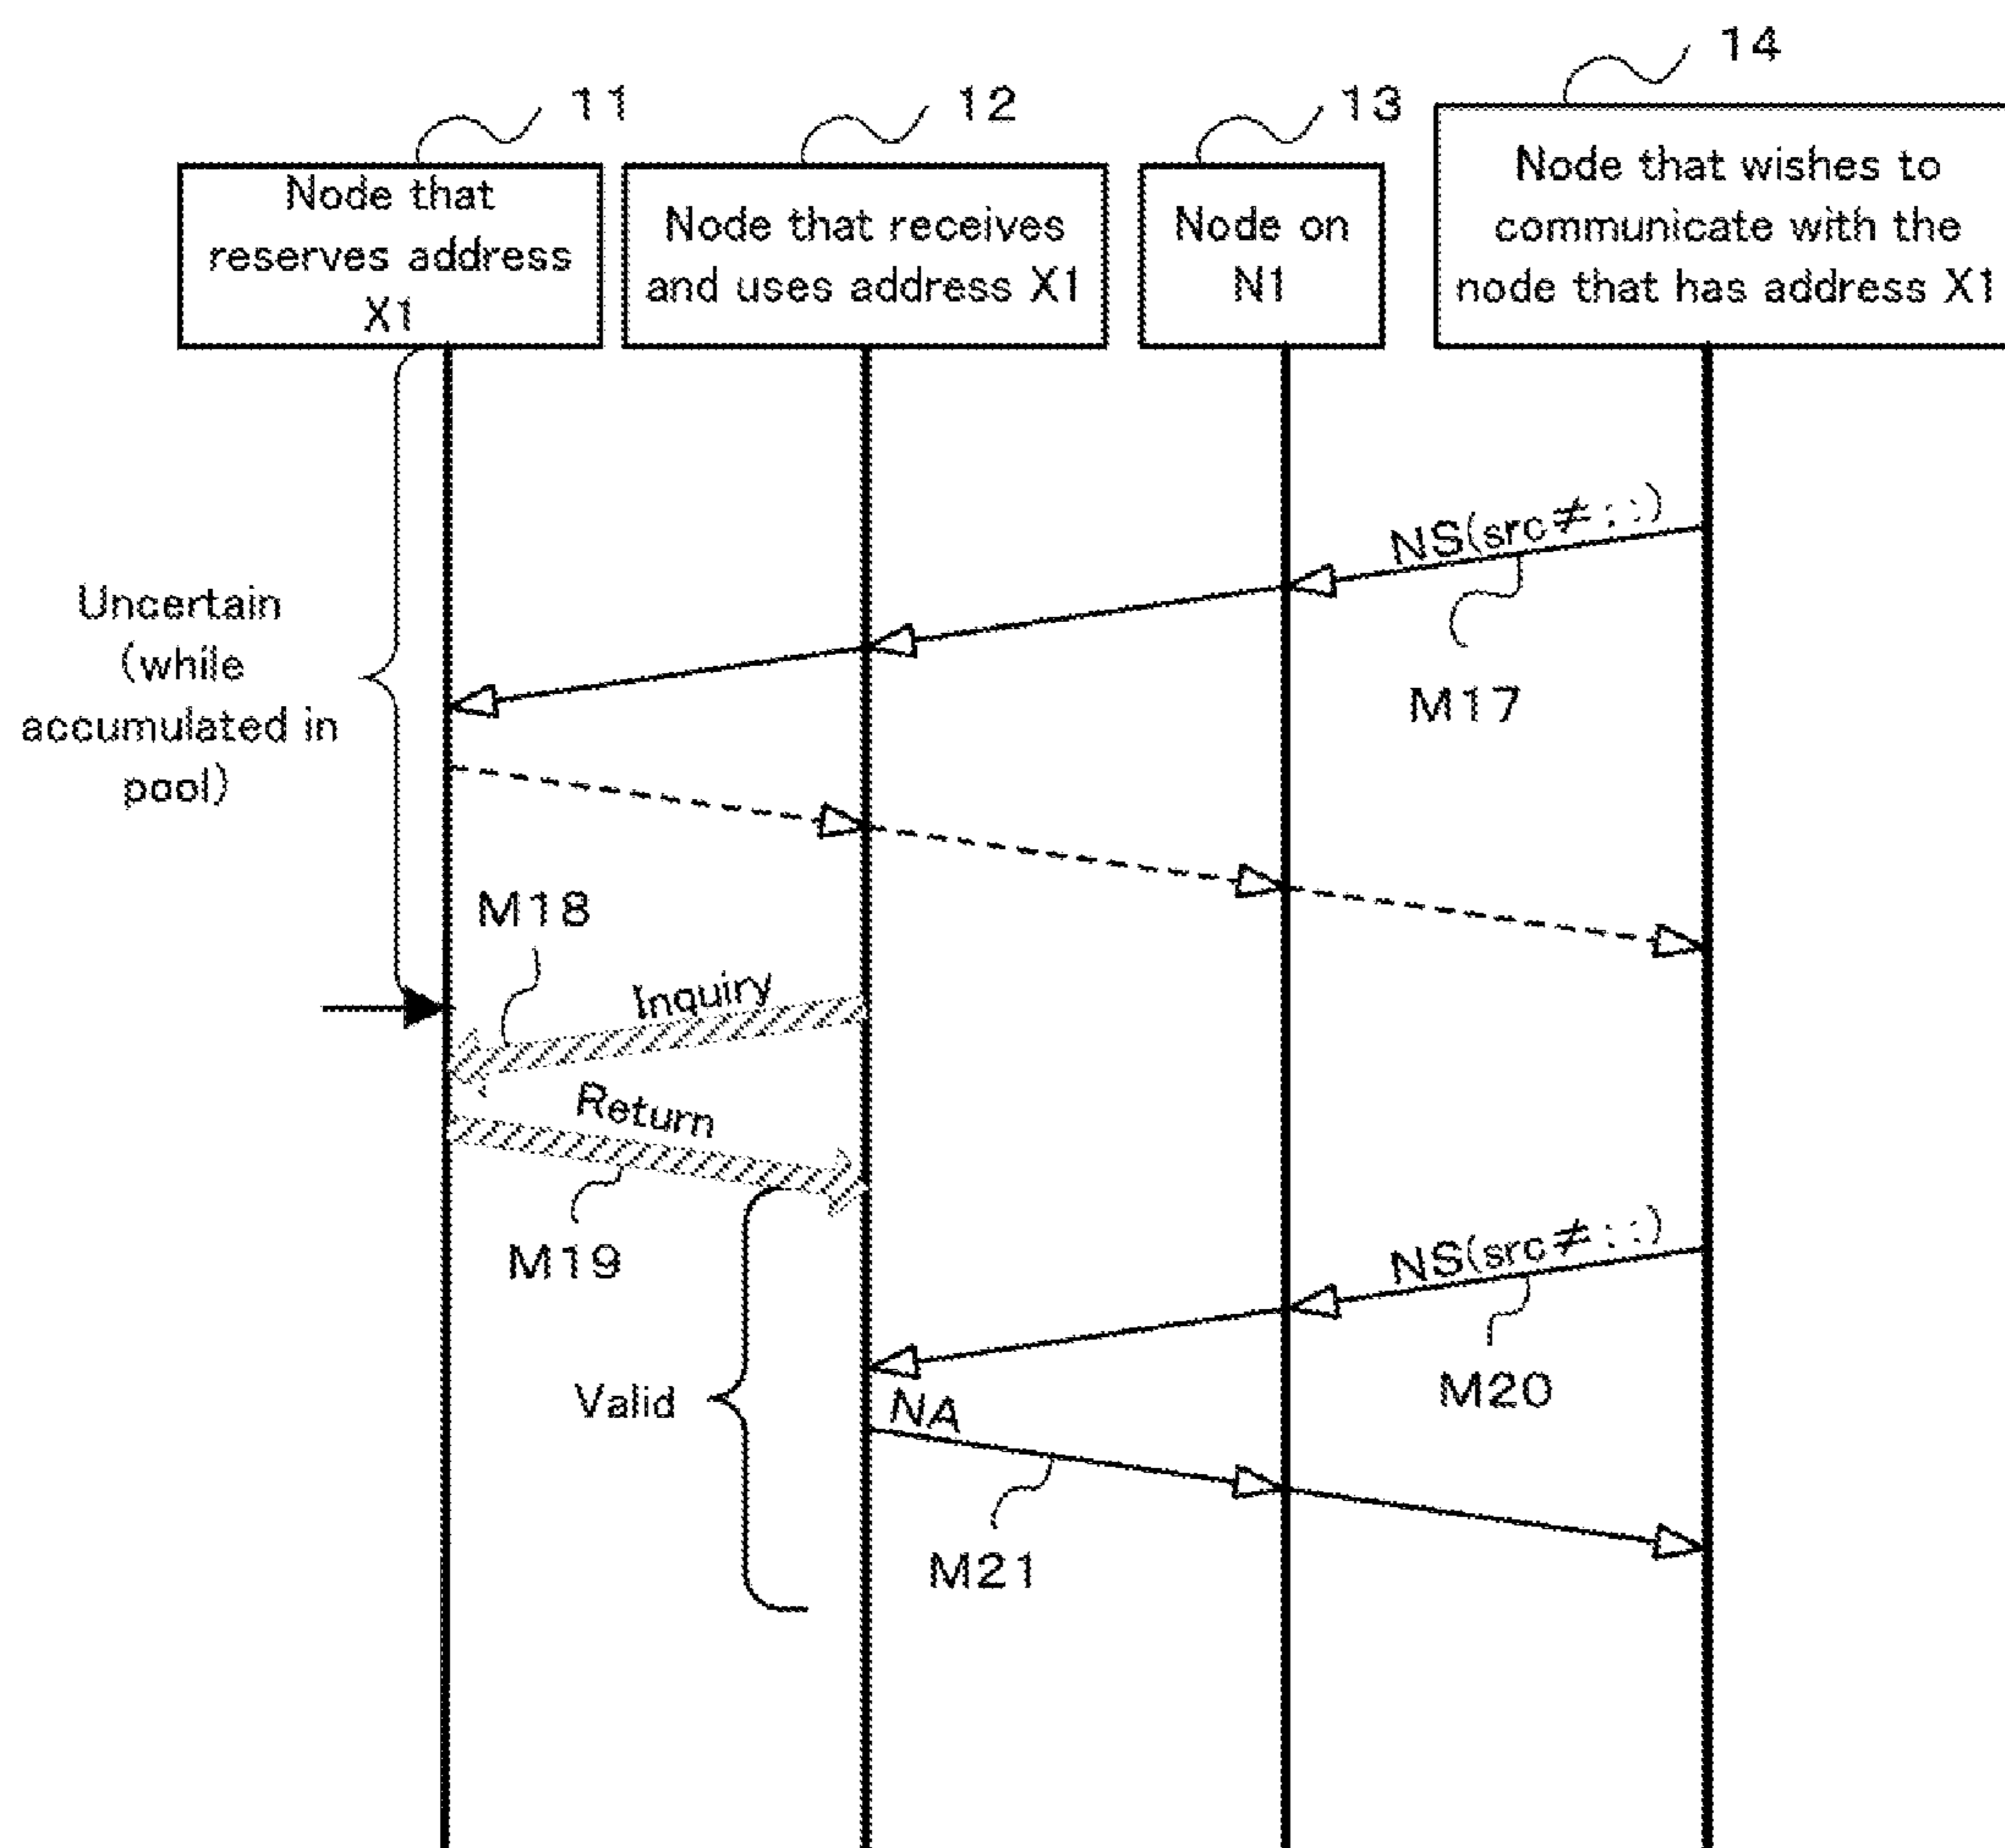 11
12
13
14
Node that
reserves address
X1
Node that receives
and uses address X1
Node on
N1
Node that wishes to
communicate with the
node that has address X1
NS(src≠::)
M17
Uncertain
(while
accumulated in
pool)
M18
Inquiry
Return
M19
NS(src≠::)
M20
Valid
NA
M21